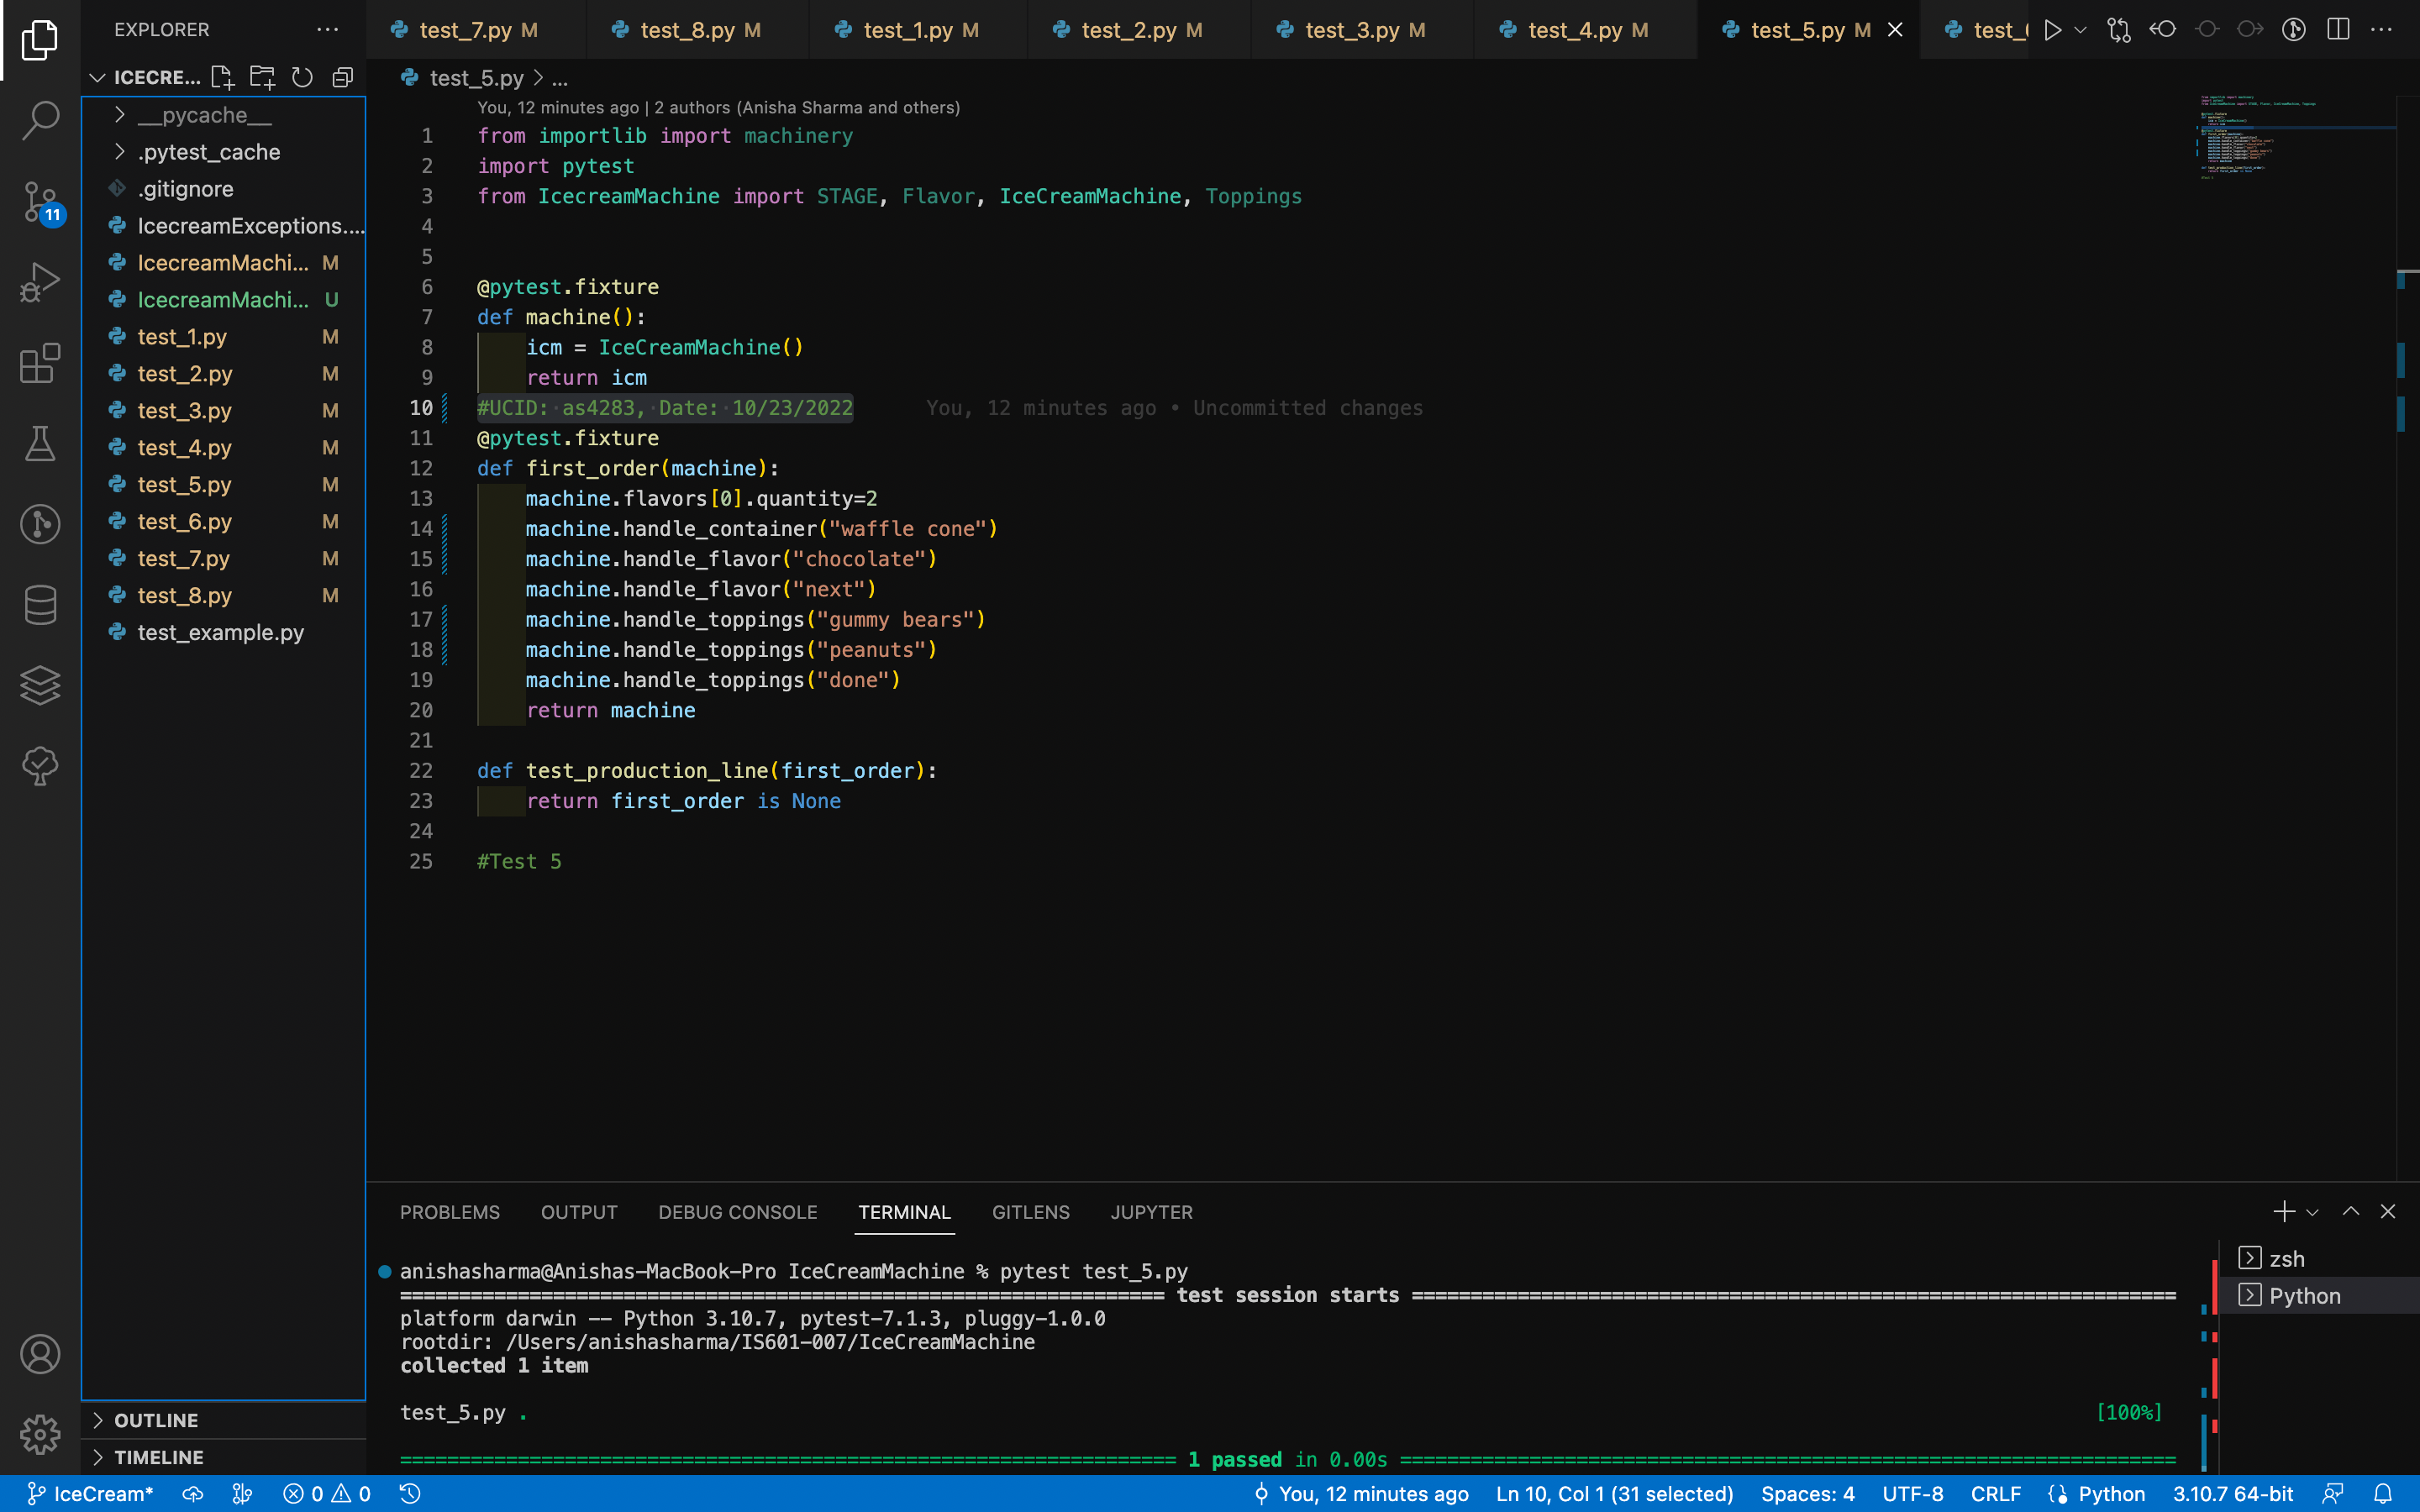 EXPLORER
ICECRE...
__pycache__
.pytest_cache
.gitignore
IcecreamExceptions....
IcecreamMachi... M
IcecreamMachi... U
test_1.py M
test_2.py M
test_3.py M
test_4.py M
test_5.py M
test_6.py M
test_7.py M
test_8.py M
test_example.py
OUTLINE
TIMELINE
11
test_7.py M test_8.py M test_1.py M test_2.py M test_3.py M test_4.py M test_5.py M test_
test_5.py > ...
You, 12 minutes ago | 2 authors (Anisha Sharma and others)
1 from importlib import machinery
2 import pytest
3 from IcecreamMachine import STAGE, Flavor, IceCreamMachine, Toppings
4
5
6 @pytest.fixture
7 def machine():
8 icm = IceCreamMachine()
9 return icm
10 #UCID: as4283, Date: 10/23/2022 You, 12 minutes ago • Uncommitted changes
11 @pytest.fixture
12 def first_order(machine):
13 machine.flavors[0].quantity=2
14 machine.handle_container("waffle cone")
15 machine.handle_flavor("chocolate")
16 machine.handle_flavor("next")
17 machine.handle_toppings("gummy bears")
18 machine.handle_toppings("peanuts")
19 machine.handle_toppings("done")
20 return machine
21
22 def test_production_line(first_order):
23 return first_order is None
24
25 #Test 5
PROBLEMS OUTPUT DEBUG CONSOLE TERMINAL GITLENS JUPYTER
anishasharma@Anishas-MacBook-Pro IceCreamMachine % pytest test_5.py
test session starts
platform darwin -- Python 3.10.7, pytest-7.1.3, pluggy-1.0.0
rootdir: /Users/anishasharma/IS601-007/IceCreamMachine
collected 1 item
test_5.py . [100%]
1 passed in 0.00s
zsh
Python
IceCream* 0 0 You, 12 minutes ago Ln 10, Col 1 (31 selected) Spaces: 4 UTF-8 CRLF Python 3.10.7 64-bit